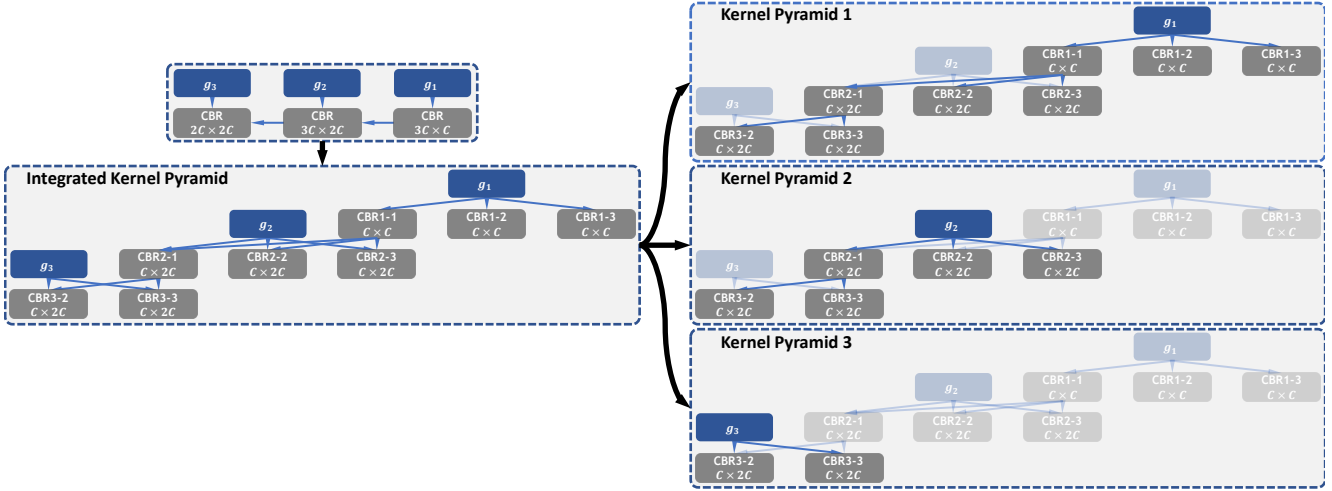 g₃ g₂ g₁
CBR CBR CBR
2C × 2C 3C × 2C 3C × C
Integrated Kernel Pyramid
g₁
CBR1-1 CBR1-2 CBR1-3
C × C C × C C × C
g₂
CBR2-1 CBR2-2 CBR2-3
C × 2C C × 2C C × 2C
g₃
CBR3-2 CBR3-3
C × 2C C × 2C
Kernel Pyramid 1
g₁
CBR1-1 CBR1-2 CBR1-3
C × C C × C C × C
g₂
CBR2-1 CBR2-2 CBR2-3
C × 2C C × 2C C × 2C
g₃
CBR3-2 CBR3-3
C × 2C C × 2C
Kernel Pyramid 2
g₁
CBR1-1 CBR1-2 CBR1-3
C × C C × C C × C
g₂
CBR2-1 CBR2-2 CBR2-3
C × 2C C × 2C C × 2C
g₃
CBR3-2 CBR3-3
C × 2C C × 2C
Kernel Pyramid 3
g₁
CBR1-1 CBR1-2 CBR1-3
C × C C × C C × C
g₂
CBR2-1 CBR2-2 CBR2-3
C × 2C C × 2C C × 2C
g₃
CBR3-2 CBR3-3
C × 2C C × 2C